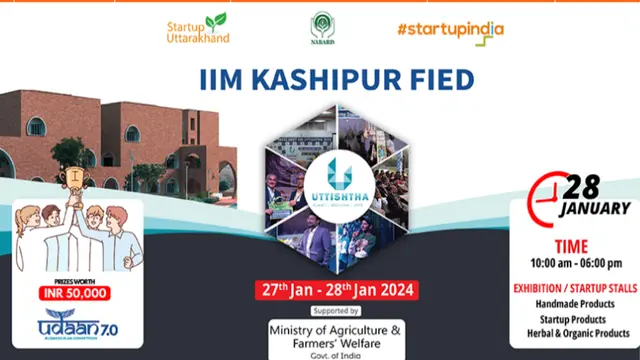 Startup
Uttarakhand
NABARD
#startupindia
IIM KASHIPUR FIED
UTTISHTHA
27th Jan - 28th Jan 2024
Supported by
Ministry of Agriculture &
Farmers' Welfare
Govt. of India
PRIZES WORTH
INR 50,000
udaan 7.0
28
JANUARY
TIME
10:00 am - 06:00 pm
EXHIBITION / STARTUP STALLS
Handmade Products
Startup Products
Herbal & Organic Products